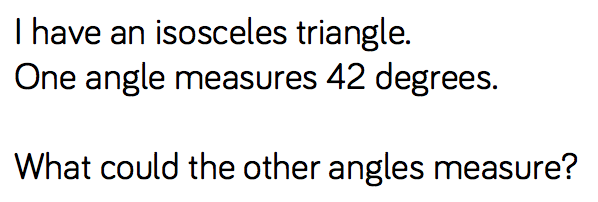 I have an isosceles triangle.
One angle measures 42 degrees.
What could the other angles measure?